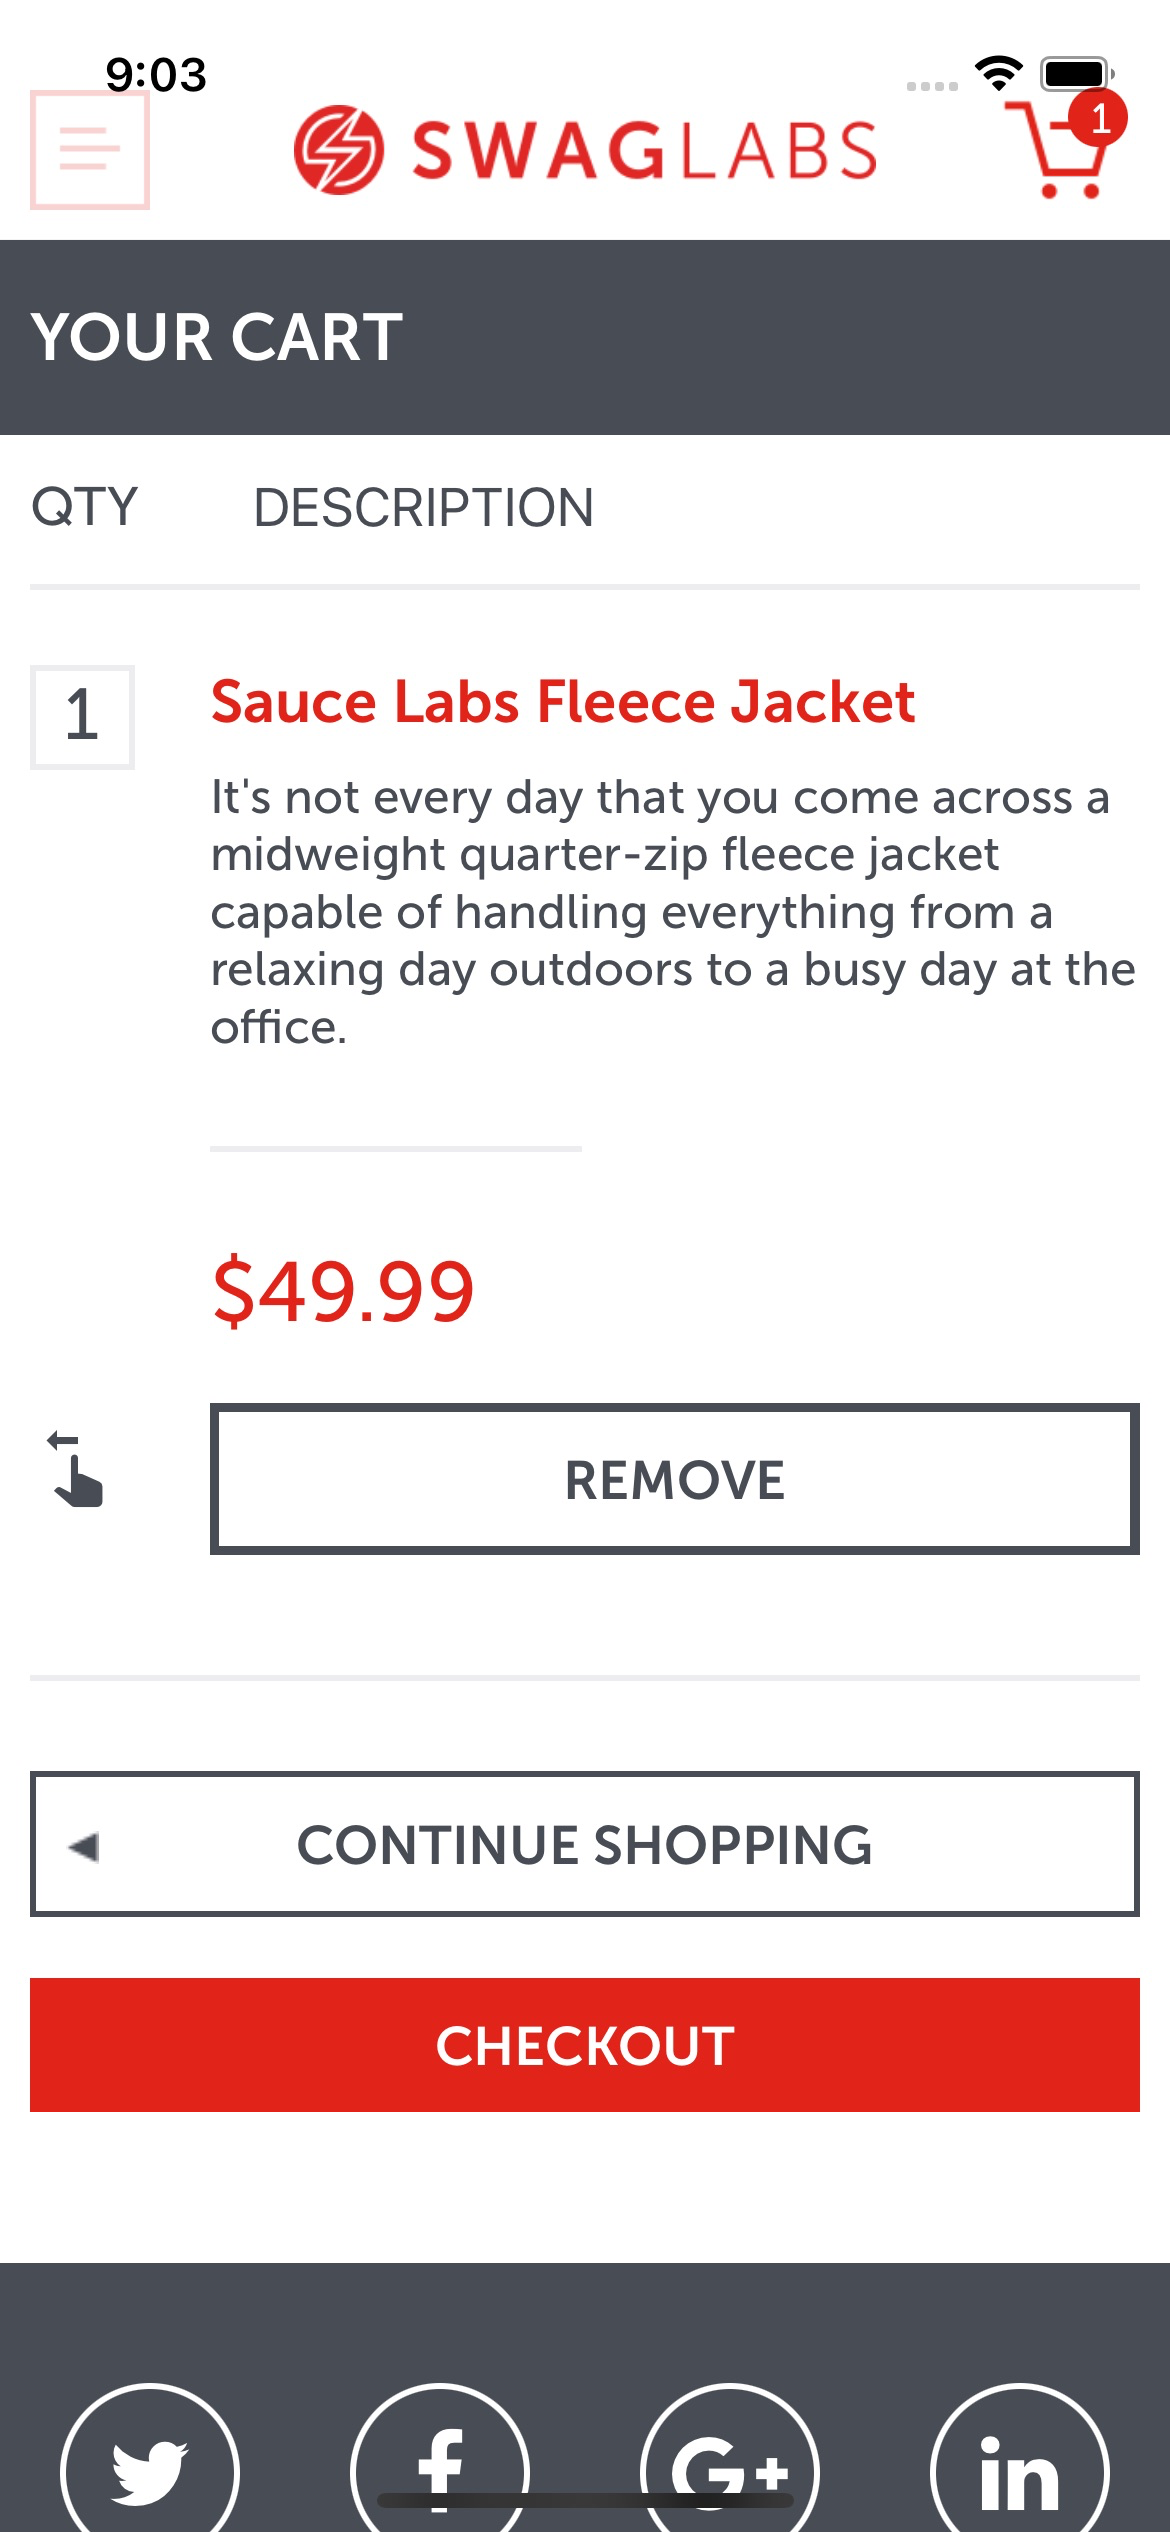 9:03
SWAGLABS
1
YOUR CART
QTY DESCRIPTION
1
Sauce Labs Fleece Jacket
It's not every day that you come across a
midweight quarter-zip fleece jacket
capable of handling everything from a
relaxing day outdoors to a busy day at the
office.
$49.99
REMOVE
CONTINUE SHOPPING
CHECKOUT
f
G+
in